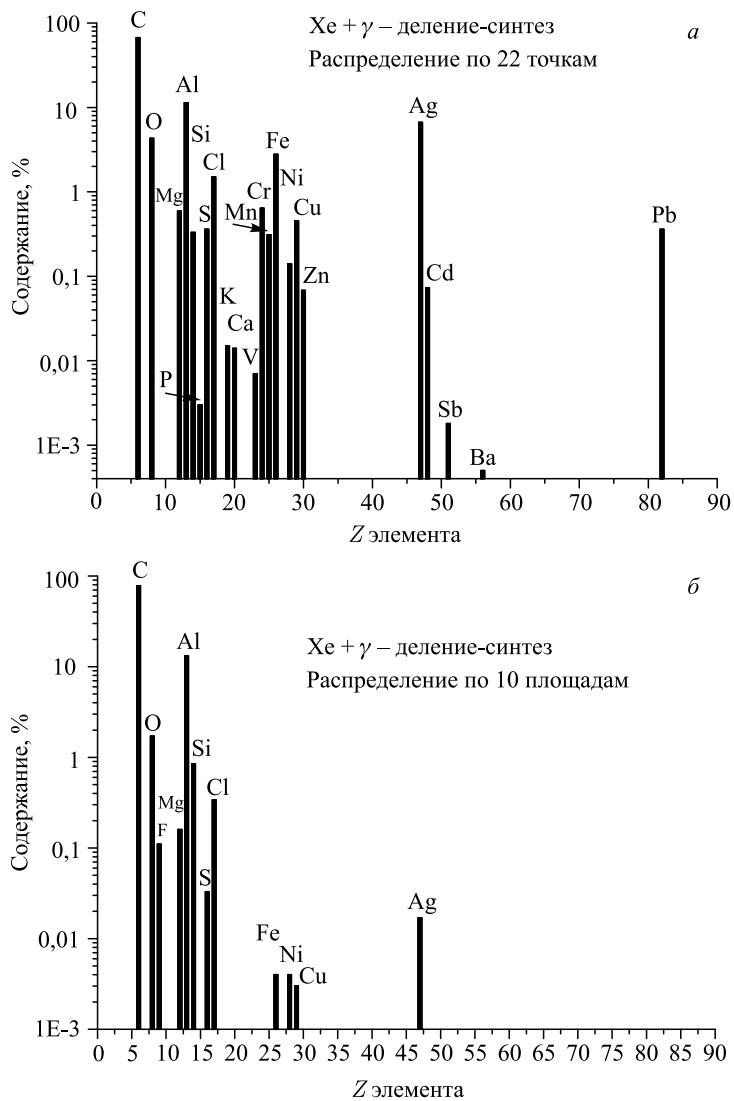 Xe + γ – деление-синтез
Распределение по 22 точкам
а
Содержание, %
100
10
1
0,1
0,01
1E-3
C
O
Mg
Al
Si
P
S
Cl
K
Ca
V
Cr
Mn
Fe
Ni
Cu
Zn
Ag
Cd
Sb
Ba
Pb
0 10 20 30 40 50 60 70 80 90
Z элемента
б
Xe + γ – деление-синтез
Распределение по 10 площадам
Содержание, %
100
10
1
0,1
0,01
1E-3
C
O
F
Mg
Al
Si
S
Cl
Fe
Ni
Cu
Ag
0 5 10 15 20 25 30 35 40 45 50 55 60 65 70 75 80 85 90
Z элемента